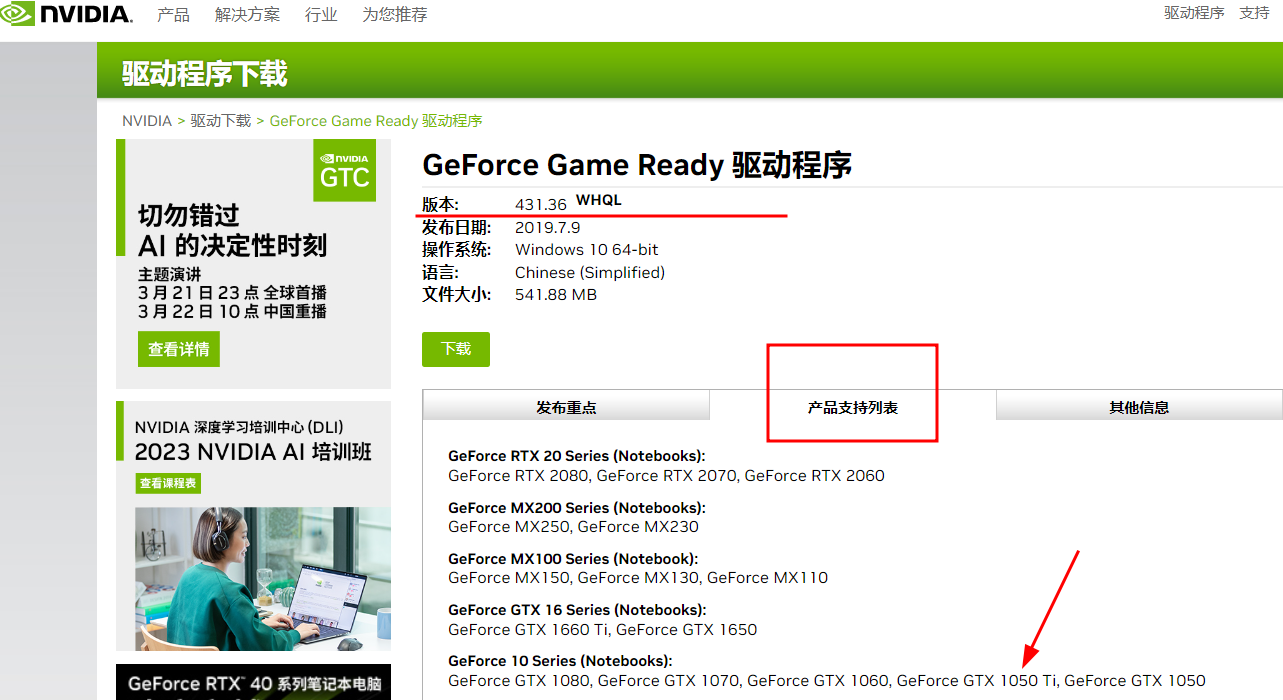 NVIDIA. 产品 解决方案 行业 为您推荐 驱动程序 支持
驱动程序下载
NVIDIA > 驱动下载 > GeForce Game Ready 驱动程序
NVIDIA
GTC
切勿错过
AI 的决定性时刻
主题演讲
3 月 21 日 23 点 全球首播
3 月 22 日 10 点 中国重播
查看详情
NVIDIA 深度学习培训中心 (DLI)
2023 NVIDIA AI 培训班
查看课程表
GeForce RTX™ 40 系列笔记本电脑
GeForce Game Ready 驱动程序
版本: 431.36 WHQL
发布日期: 2019.7.9
操作系统: Windows 10 64-bit
语言: Chinese (Simplified)
文件大小: 541.88 MB
下载
发布重点 产品支持列表 其他信息
GeForce RTX 20 Series (Notebooks):
GeForce RTX 2080, GeForce RTX 2070, GeForce RTX 2060
GeForce MX200 Series (Notebooks):
GeForce MX250, GeForce MX230
GeForce MX100 Series (Notebook):
GeForce MX150, GeForce MX130, GeForce MX110
GeForce GTX 16 Series (Notebooks):
GeForce GTX 1660 Ti, GeForce GTX 1650
GeForce 10 Series (Notebooks):
GeForce GTX 1080, GeForce GTX 1070, GeForce GTX 1060, GeForce GTX 1050 Ti, GeForce GTX 1050